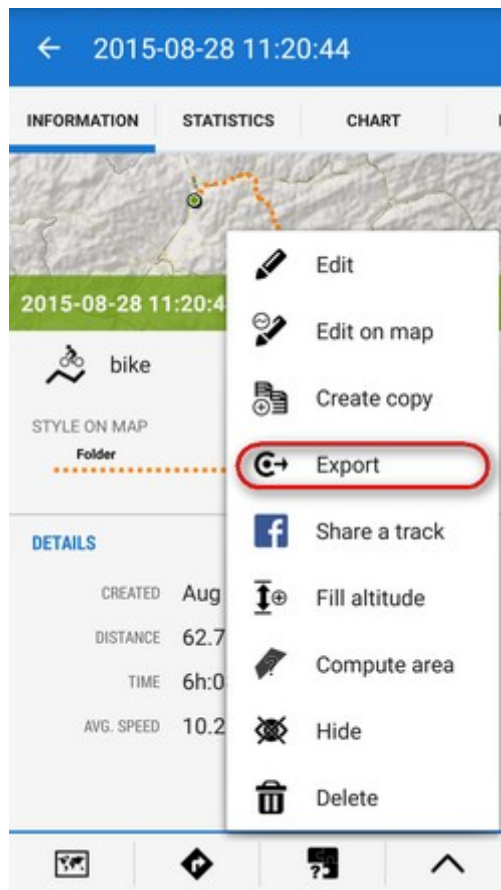 2015-08-28 11:20:44
INFORMATION STATISTICS CHART
2015-08-28 11:20:4
bike
STYLE ON MAP
Folder
DETAILS
CREATED Aug
DISTANCE 62.7
TIME 6h:0
AVG. SPEED 10.2
Edit
Edit on map
Create copy
Export
Share a track
Fill altitude
Compute area
Hide
Delete